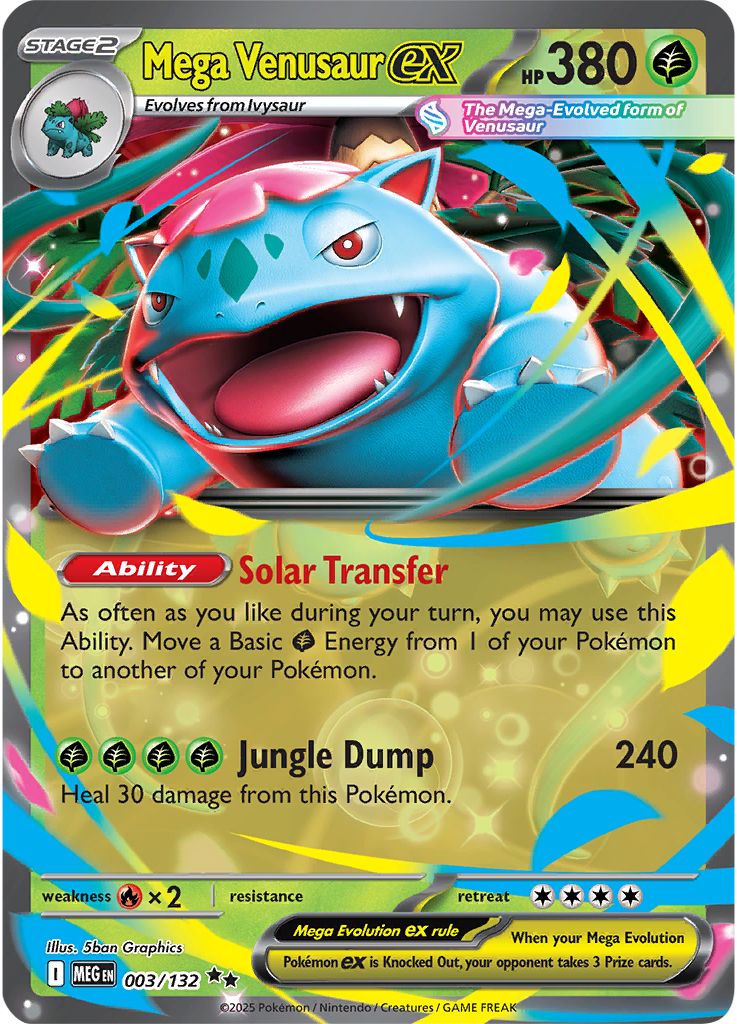 STAGE2
Mega Venusaur ex
HP380
Evolves from Ivysaur
The Mega-Evolved form of
Venusaur
Ability Solar Transfer
As often as you like during your turn, you may use this
Ability. Move a Basic Energy from 1 of your Pokémon
to another of your Pokémon.
Jungle Dump 240
Heal 30 damage from this Pokémon.
weakness ×2 resistance retreat
Illus. 5ban Graphics
Mega Evolution ex rule When your Mega Evolution
Pokémon ex is Knocked Out, your opponent takes 3 Prize cards.
I MEG EN 003/132
©2025 Pokémon / Nintendo / Creatures / GAME FREAK